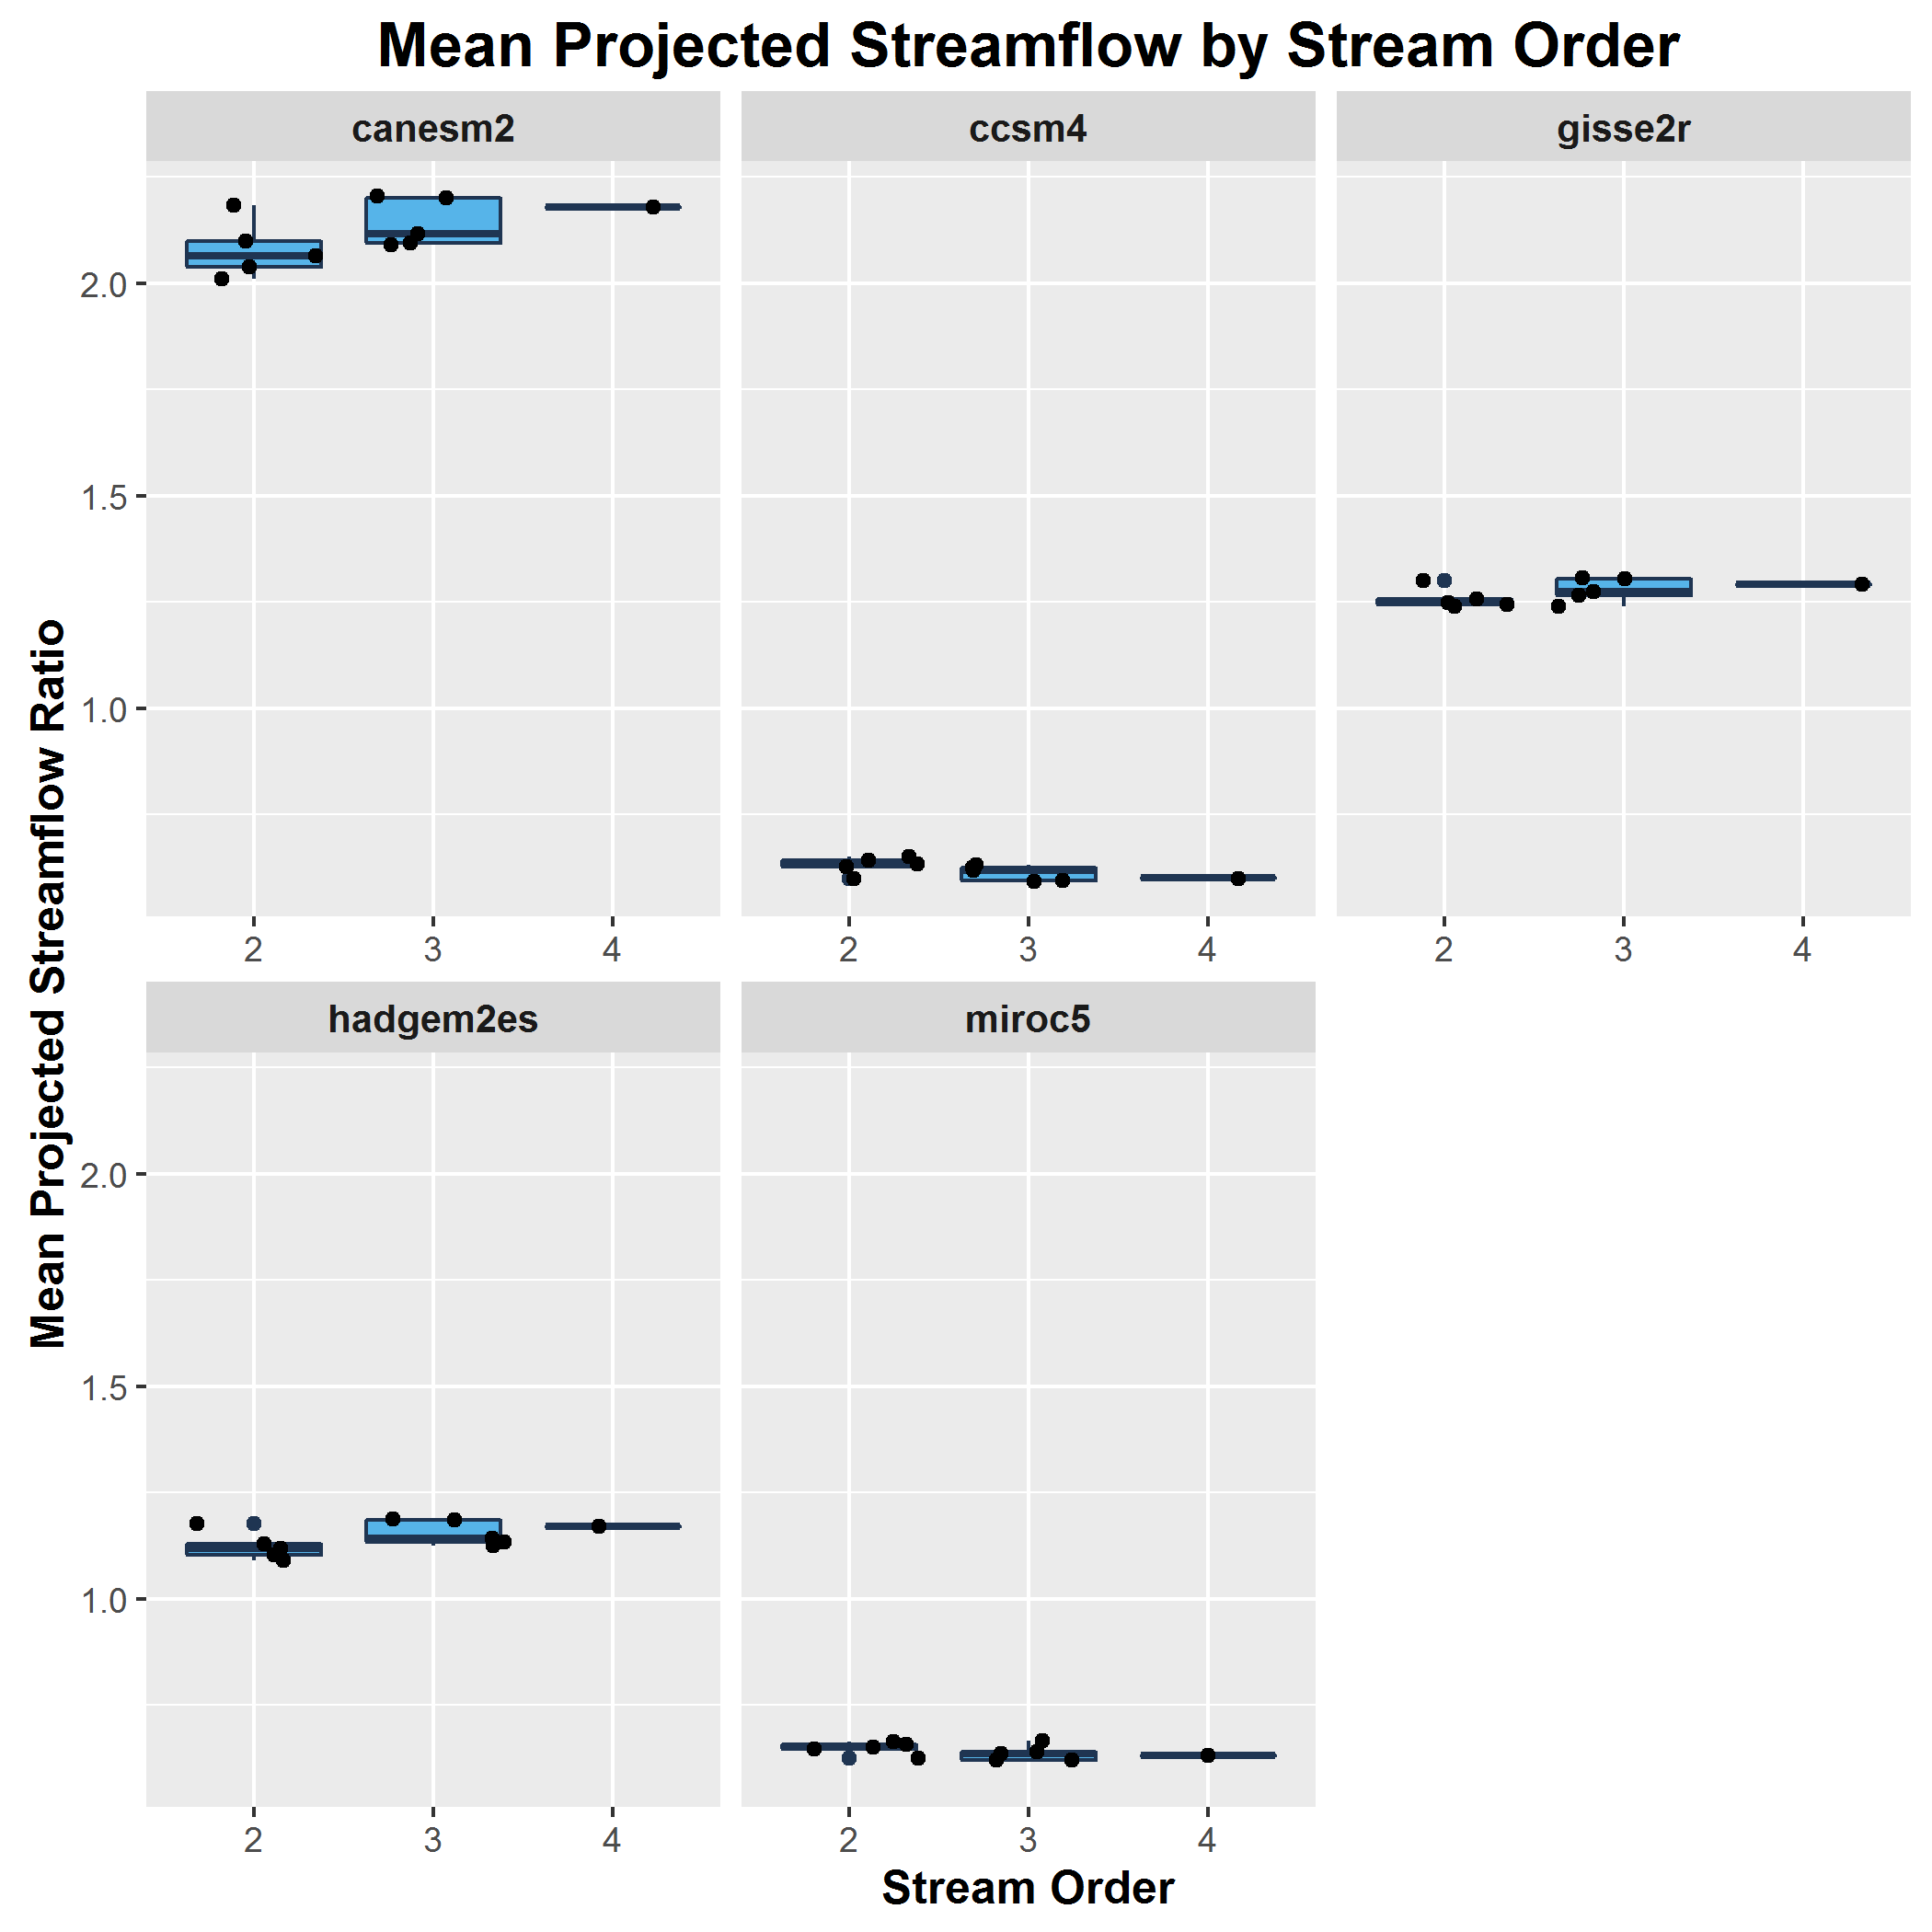 Mean Projected Streamflow by Stream Order
canesm2 ccsm4 gisse2r
2.0
1.5
1.0
2 3 4 2 3 4 2 3 4
Mean Projected Streamflow Ratio
hadgem2es miroc5
2.0
1.5
1.0
2 3 4 2 3 4
Stream Order